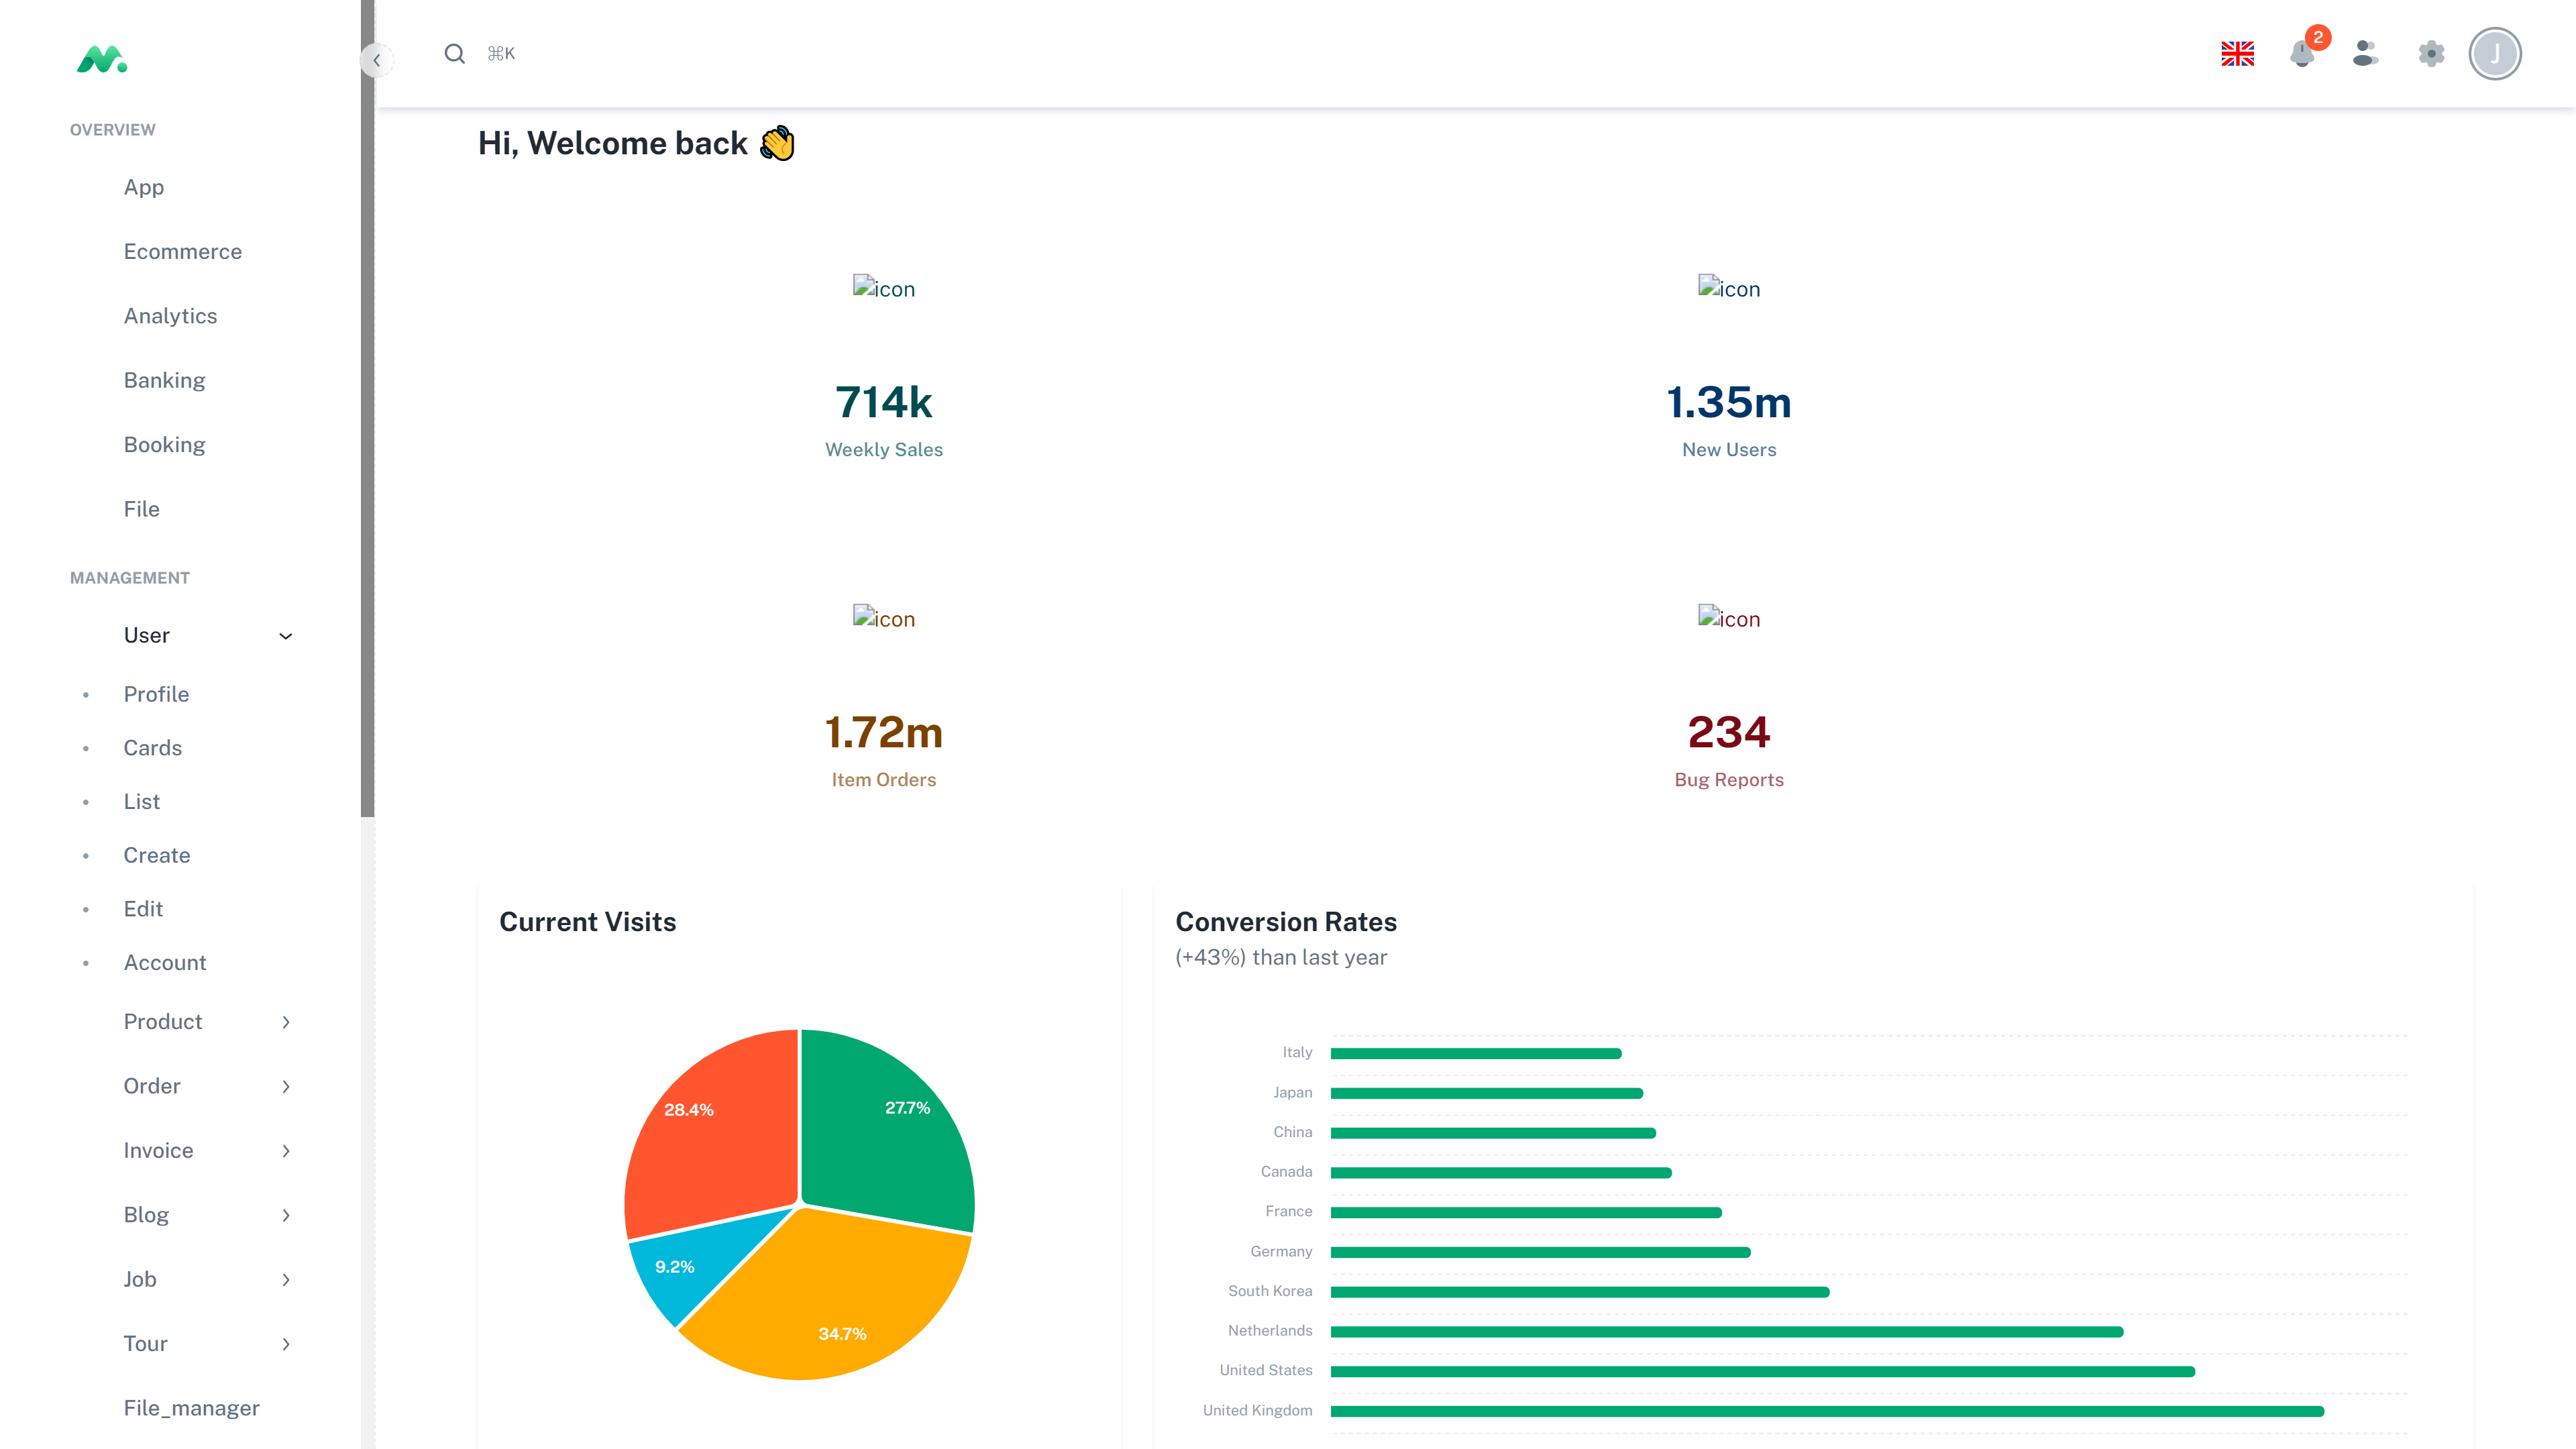 ⌘K
2
J
OVERVIEW
App
Ecommerce
Analytics
Banking
Booking
File
MANAGEMENT
User
Profile
Cards
List
Create
Edit
Account
Product
Order
Invoice
Blog
Job
Tour
File_manager
Hi, Welcome back 👋
icon
714k
Weekly Sales
icon
1.35m
New Users
icon
1.72m
Item Orders
icon
234
Bug Reports
Current Visits
28.4%
27.7%
9.2%
34.7%
Conversion Rates
(+43%) than last year
Italy
Japan
China
Canada
France
Germany
South Korea
Netherlands
United States
United Kingdom